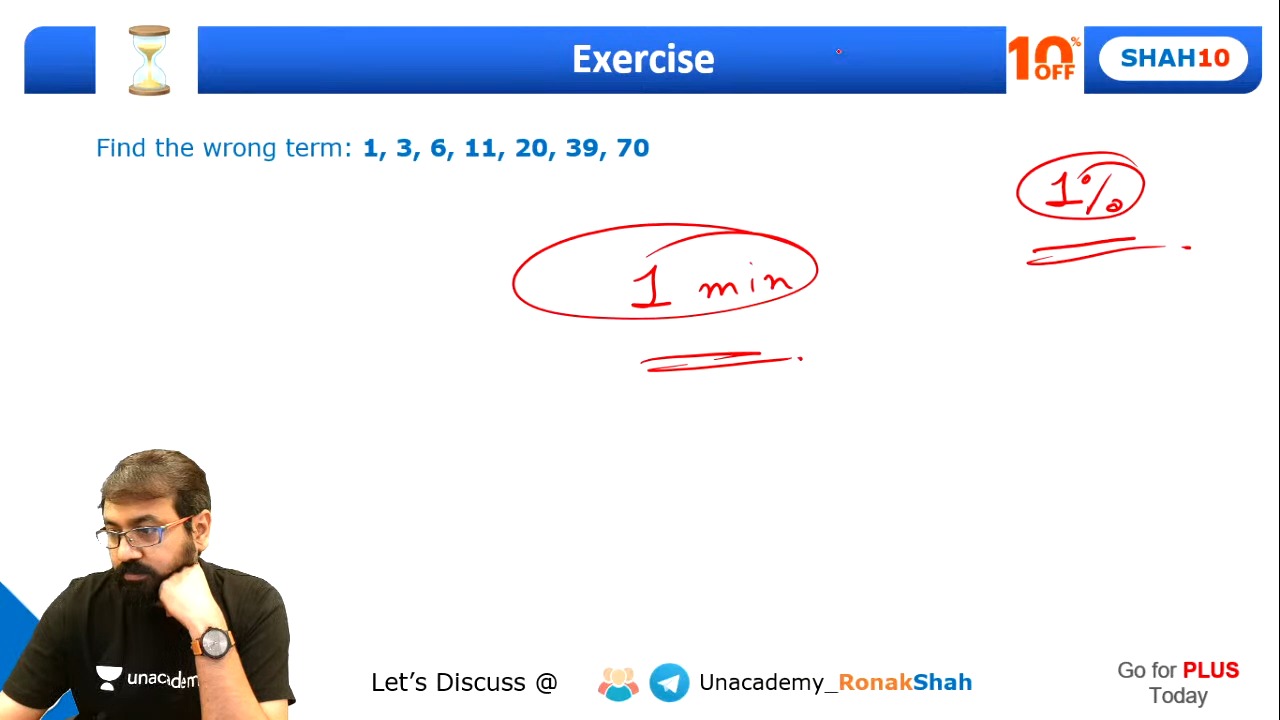 Exercise
10% OFF
SHAH10
Find the wrong term: 1, 3, 6, 11, 20, 39, 70
1%
1 min
unacademy
Let’s Discuss @ Unacademy_RonakShah
Go for PLUS
Today